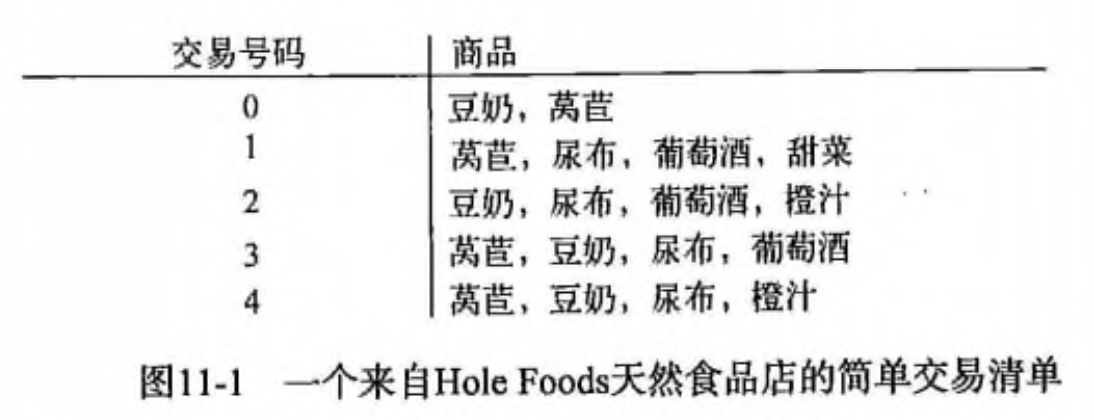 交易号码 商品
0 豆奶，莴苣
1 莴苣，尿布，葡萄酒，甜菜
2 豆奶，尿布，葡萄酒，橙汁
3 莴苣，豆奶，尿布，葡萄酒
4 莴苣，豆奶，尿布，橙汁
图11-1 一个来自Hole Foods天然食品店的简单交易清单